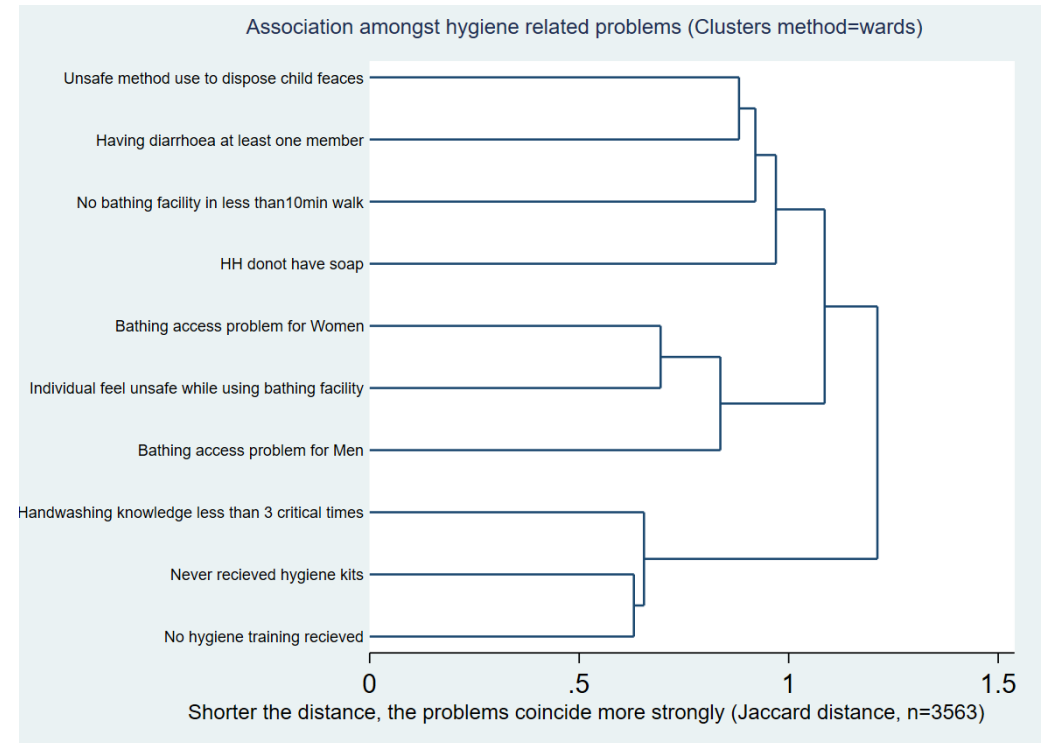 Association amongst hygiene related problems (Clusters method=wards)
Unsafe method use to dispose child feaces
Having diarrhoea at least one member
No bathing facility in less than10min walk
HH donot have soap
Bathing access problem for Women
Individual feel unsafe while using bathing facility
Bathing access problem for Men
Handwashing knowledge less than 3 critical times
Never recieved hygiene kits
No hygiene training recieved
0 .5 1 1.5
Shorter the distance, the problems coincide more strongly (Jaccard distance, n=3563)